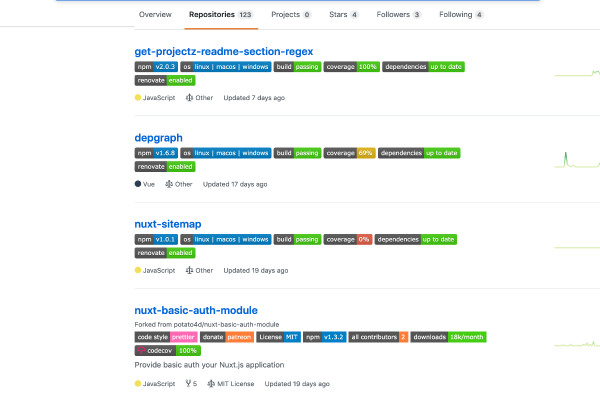 Overview Repositories 123 Projects 0 Stars 4 Followers 3 Following 4
get-projectz-readme-section-regex
npm v2.0.3 os linux | macos | windows build passing coverage 100% dependencies up to date
renovate enabled
JavaScript Other Updated 7 days ago
depgraph
npm v1.6.8 os linux | macos | windows build passing coverage 69% dependencies up to date
renovate enabled
Vue Other Updated 17 days ago
nuxt-sitemap
npm v1.0.1 os linux | macos | windows build passing coverage 0% dependencies up to date
renovate enabled
JavaScript Other Updated 19 days ago
nuxt-basic-auth-module
Forked from potato4d/nuxt-basic-auth-module
code style prettier donate patreon License MIT npm v1.3.2 all contributors 2 downloads 18k/month
codecov 100%
Provide basic auth your Nuxt.js application
JavaScript 5 MIT License Updated 19 days ago